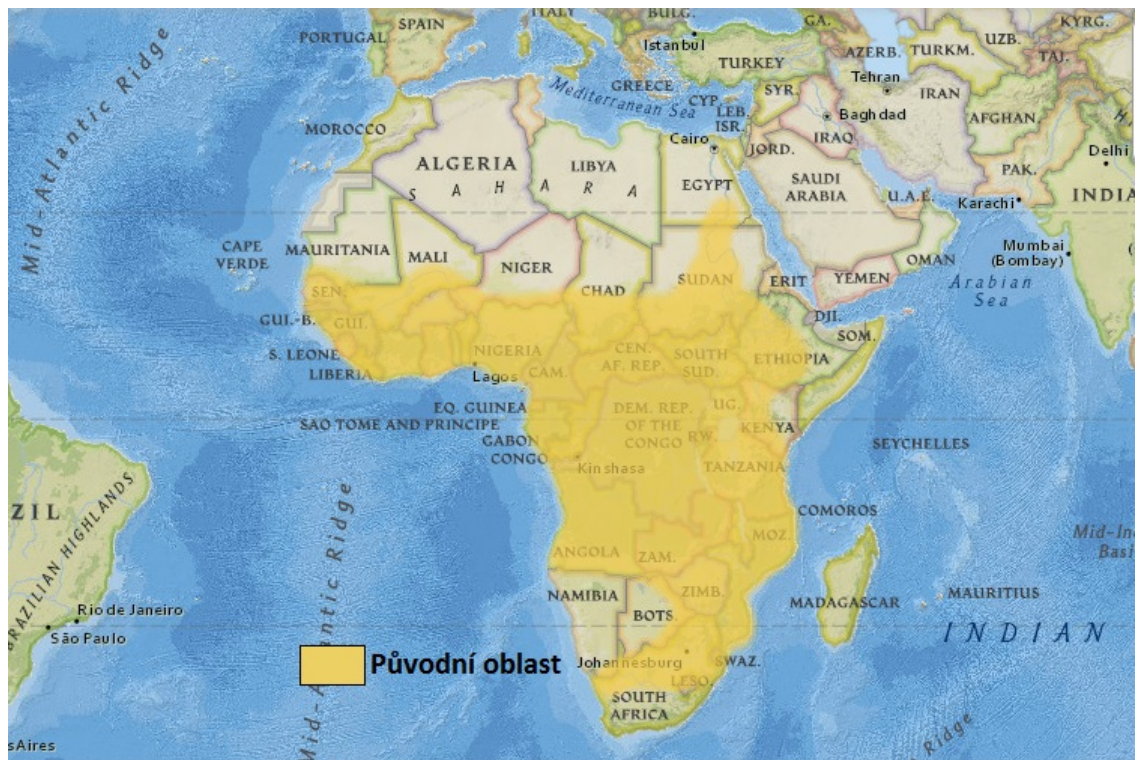 ITALY
BULG.
GA.
KYRG.
SPAIN
PORTUGAL
Istanbul
UZB.
AZERB.
TURKM.
TAJ.
TURKEY
GREECE
Tehran
Mid-Atlantic Ridge
Mediterranean Sea
CYP.
SYR.
IRAN
LEB.
ISR.
Baghdad
AFGHAN.
MOROCCO
Cairo
JORD.
IRAQ
ALGERIA
LIBYA
PAK.
Delhi
SAHARA
EGYPT
SAUDI
ARABIA
U.A.E.
Karachi
INDIA
CAPE
VERDE
MAURITANIA
MALI
NIGER
CHAD
SUDAN
ERIT
YEMEN
OMAN
Mumbai
(Bombay)
Arabian
Sea
SEN.
GUI.-B.
GUI.
DJI.
SOM.
S. LEONE
LIBERIA
NIGERIA
Lagos
CAM.
CEN.
AF. REP.
SOUTH
SUD.
ETHIOPIA
EQ. GUINEA
SAO TOME AND PRINCIPE
GABON
CONGO
DEM. REP.
OF THE
CONGO
UG.
RW.
KENYA
SEYCHELLES
Kinshasa
TANZANIA
ZIL
BRAZILIAN HIGHLANDS
COMOROS
MOZ.
Mid-In
Basi
ANGOLA
ZAM.
Mid-Atlantic Ridge
NAMIBIA
ZIMB.
BOTS.
MADAGASCAR
MAURITIUS
Rio de Janeiro
São Paulo
INDIAN
Původní oblast
Johannesburg
SWAZ.
LESO.
SOUTH
AFRICA
Ridge
sAires